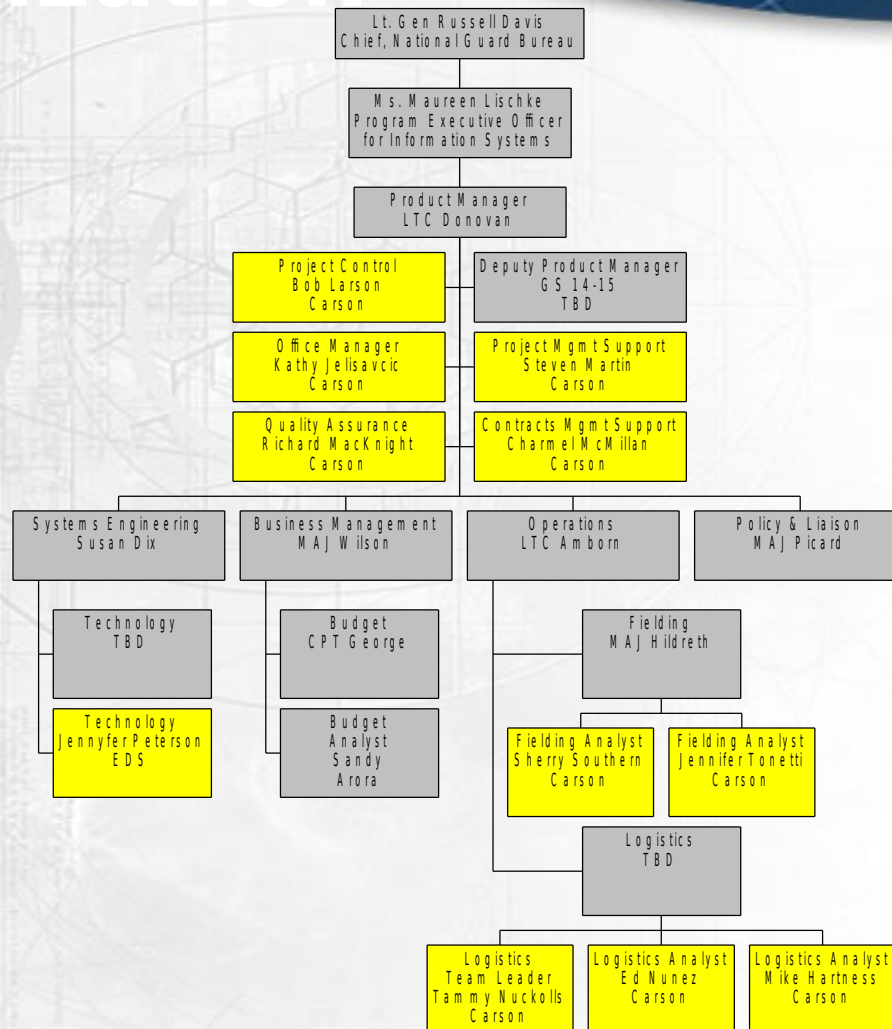 Lt. Gen Russell Davis
Chief, National Guard Bureau
Ms. Maureen Lischke
Program Executive Officer
for Information Systems
Product Manager
LTC Donovan
Project Control
Bob Larson
Carson
Deputy Product Manager
GS 14-15
TBD
Office Manager
Kathy Jelisavcic
Carson
Project Mgmt Support
Steven Martin
Carson
Quality Assurance
Richard MacKnight
Carson
Contracts Mgmt Support
Charmel McMillan
Carson
Systems Engineering
Susan Dix
Business Management
MAJ Wilson
Operations
LTC Amborn
Policy & Liaison
MAJ Picard
Technology
TBD
Technology
Jennyfer Peterson
EDS
Budget
CPT George
Budget
Analyst
Sandy
Arora
Fielding
MAJ Hildreth
Fielding Analyst
Sherry Southern
Carson
Fielding Analyst
Jennifer Tonetti
Carson
Logistics
TBD
Logistics
Team Leader
Tammy Nuckolls
Carson
Logistics Analyst
Ed Nunez
Carson
Logistics Analyst
Mike Hartness
Carson